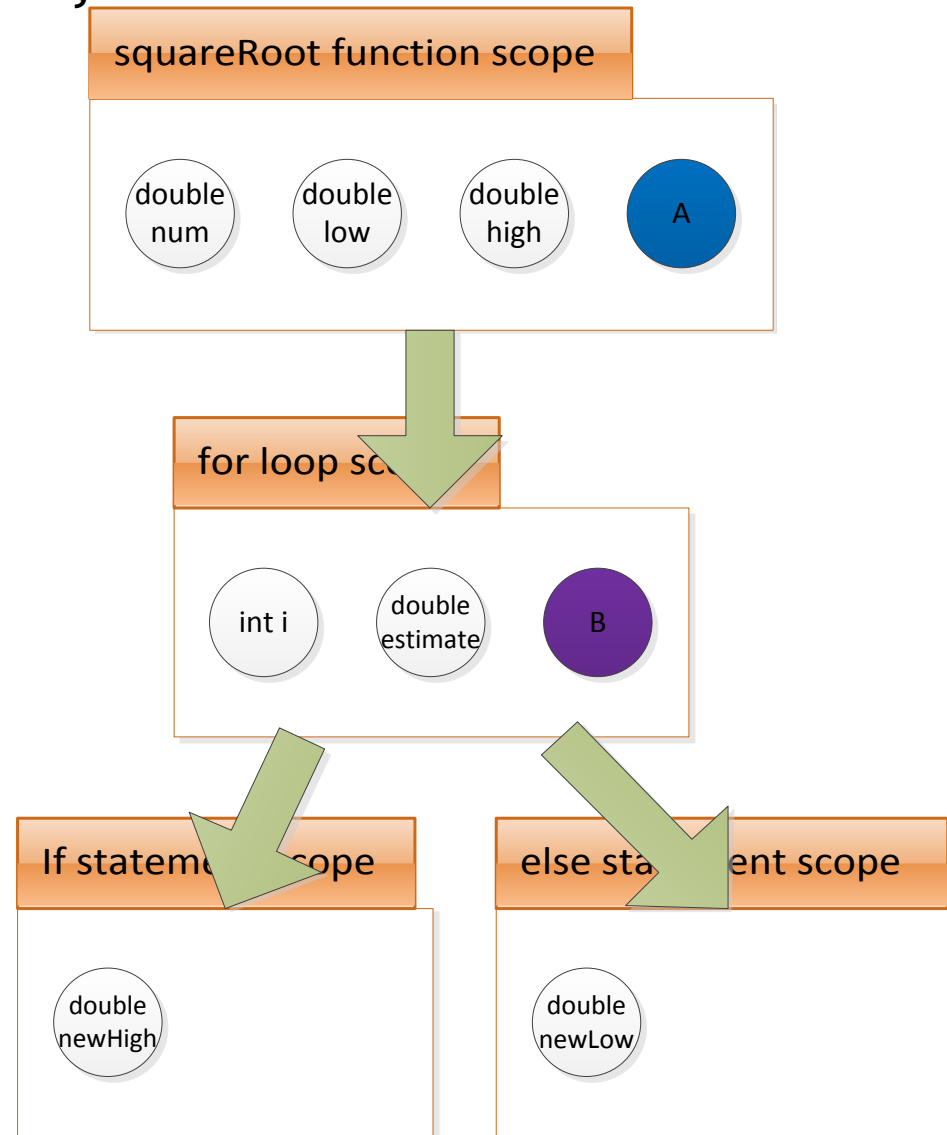 squareRoot function scope
double
num
double
low
double
high
A
for loop sc
int i
double
estimate
B
If statem cope
else sta ent scope
double
newHigh
double
newLow